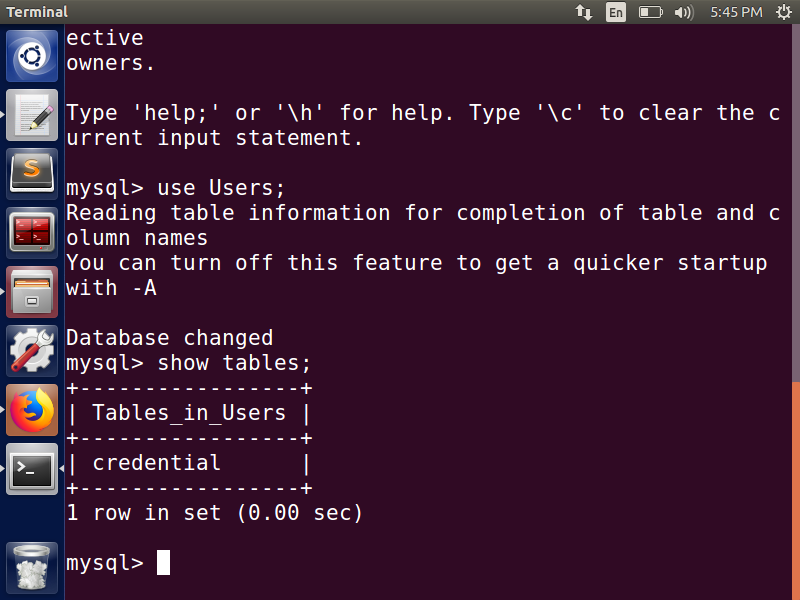 Terminal
En
5:45 PM
ective
owners.
Type 'help;' or '\h' for help. Type '\c' to clear the c
urrent input statement.
mysql> use Users;
Reading table information for completion of table and c
olumn names
You can turn off this feature to get a quicker startup
with -A
Database changed
mysql> show tables;
+-----------------+
| Tables_in_Users |
+-----------------+
| credential      |
+-----------------+
1 row in set (0.00 sec)
mysql>